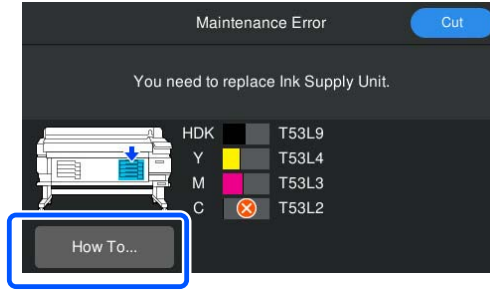 Maintenance Error
Cut
You need to replace Ink Supply Unit.
HDK T53L9
Y T53L4
M T53L3
C T53L2
How To...